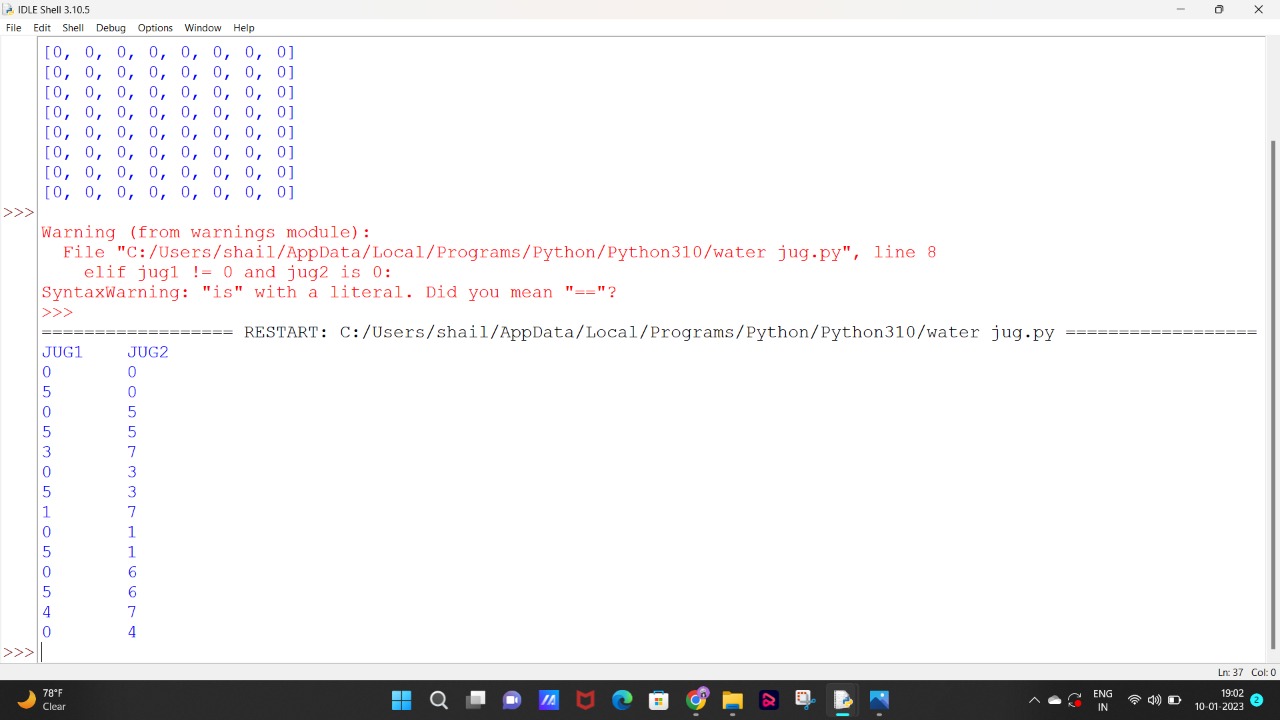 IDLE Shell 3.10.5
File Edit Shell Debug Options Window Help
[0, 0, 0, 0, 0, 0, 0, 0]
[0, 0, 0, 0, 0, 0, 0, 0]
[0, 0, 0, 0, 0, 0, 0, 0]
[0, 0, 0, 0, 0, 0, 0, 0]
[0, 0, 0, 0, 0, 0, 0, 0]
[0, 0, 0, 0, 0, 0, 0, 0]
[0, 0, 0, 0, 0, 0, 0, 0]
[0, 0, 0, 0, 0, 0, 0, 0]
>>>
Warning (from warnings module):
File "C:/Users/shail/AppData/Local/Programs/Python/Python310/water jug.py", line 8
elif jug1 != 0 and jug2 is 0:
SyntaxWarning: "is" with a literal. Did you mean "=="?
>>>
================== RESTART: C:/Users/shail/AppData/Local/Programs/Python/Python310/water jug.py ==================
JUG1 JUG2
0 0
5 0
0 5
5 5
3 7
0 3
5 3
1 7
0 1
5 1
0 6
5 6
4 7
0 4
>>>
Ln: 37 Col: 0
78°F
Clear
ENG
IN
19:02
10-01-2023
2